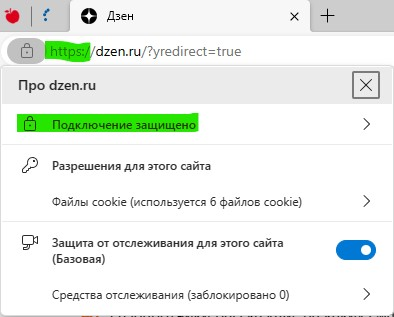 Дзен
https://dzen.ru/?yredirect=true
Про dzen.ru
Подключение защищено
Разрешения для этого сайта
Файлы cookie (используется 6 файлов cookie)
Защита от отслеживания для этого сайта
(Базовая)
Средства отслеживания (заблокировано 0)